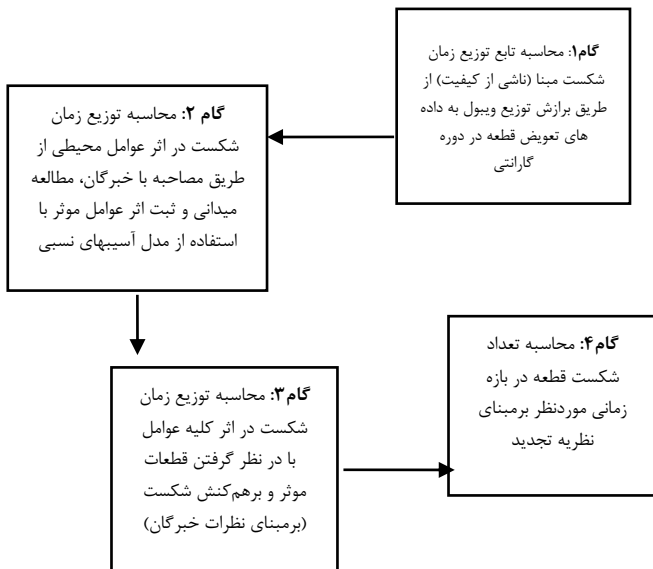 گام۱: محاسبه تابع توزیع زمان
شکست مبنا (ناشی از کیفیت) از
طریق برازش توزیع ویبول به داده
های تعویض قطعه در دوره
گارانتی
گام ۲: محاسبه توزیع زمان
شکست در اثر عوامل محیطی از
طریق مصاحبه با خبرگان، مطالعه
میدانی و ثبت اثر عوامل موثر با
استفاده از مدل آسیبهای نسبی
گام۳: محاسبه توزیع زمان
شکست در اثر کلیه عوامل
با در نظر گرفتن قطعات
موثر و برهم‌کنش شکست
(برمبنای نظرات خبرگان)
گام۴: محاسبه تعداد
شکست قطعه در بازه
زمانی موردنظر برمبنای
نظریه تجدید